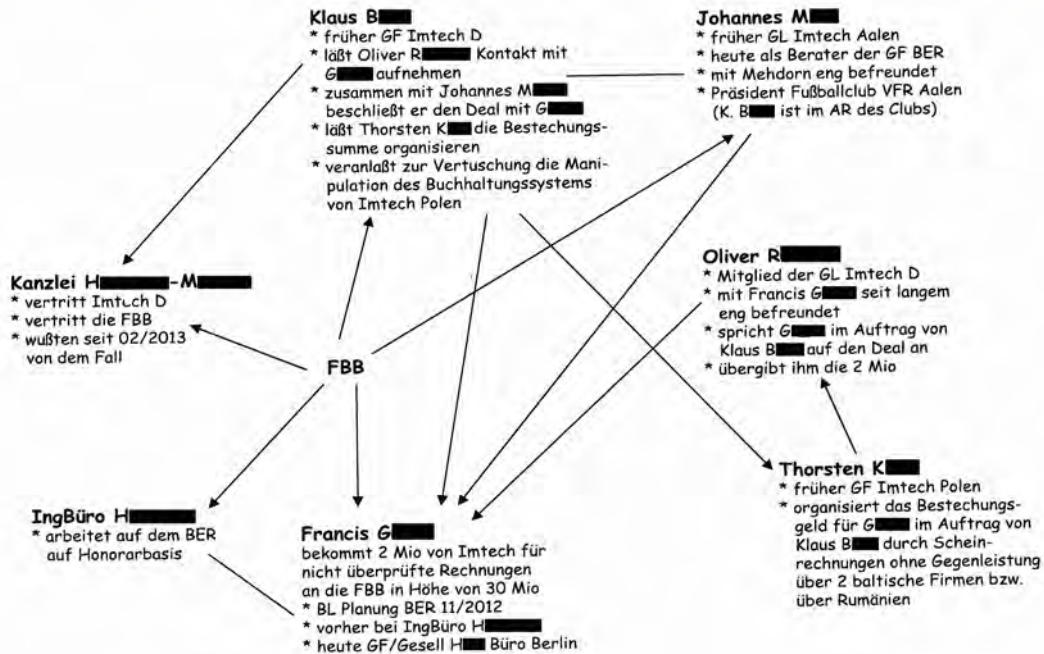 Klaus B
* früher GF Imtech D
* läßt Oliver R Kontakt mit
G aufnehmen
* zusammen mit Johannes M
beschließt er den Deal mit G
* läßt Thorsten K die Bestechungs-
summe organisieren
* veranlaßt zur Vertuschung die Mani-
pulation des Buchhaltungssystems
von Imtech Polen
Johannes M
* früher GL Imtech Aalen
* heute als Berater der GF BER
* mit Mehdorn eng befreundet
* Präsident Fußballclub VFR Aalen
(K. B ist im AR des Clubs)
Kanzlei H-M
* vertritt Imtech D
* vertritt die FBB
* wußten seit 02/2013
von dem Fall
FBB
Oliver R
* Mitglied der GL Imtech D
* mit Francis G seit langem
eng befreundet
* spricht G im Auftrag von
Klaus B auf den Deal an
* übergibt ihm die 2 Mio
IngBüro H
* arbeitet auf dem BER
auf Honorarbasis
Francis G
bekommt 2 Mio von Imtech für
nicht überprüfte Rechnungen
an die FBB in Höhe von 30 Mio
* BL Planung BER 11/2012
* vorher bei IngBüro H
* heute GF/Gesell H Büro Berlin
Thorsten K
* früher GF Imtech Polen
* organisiert das Bestechungs-
geld für G im Auftrag von
Klaus B durch Schein-
rechnungen ohne Gegenleistung
über 2 baltische Firmen bzw.
über Rumänien